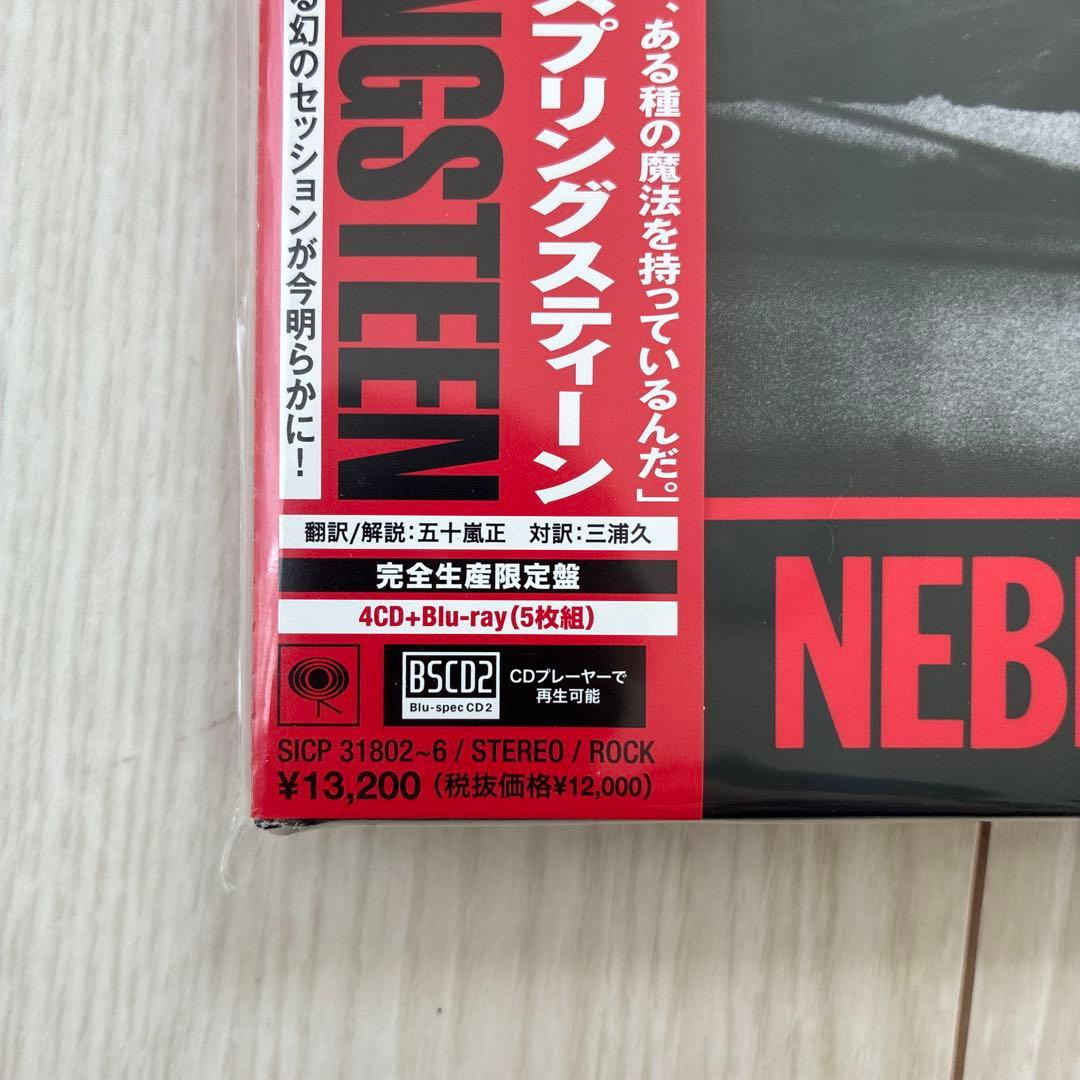 、ある種の魔法を持っているんだ。」
スプリングスティーン
NGSTEEN
る幻のセッションが今明らかに!
翻訳/解説:五十嵐正 対訳:三浦久
完全生産限定盤
4CD+Blu-ray(5枚組)
BSCD2
Blu-spec CD2
CDプレーヤーで
再生可能
SICP 31802~6 / STEREO / ROCK
¥13,200 (税抜価格¥12,000)
NEB